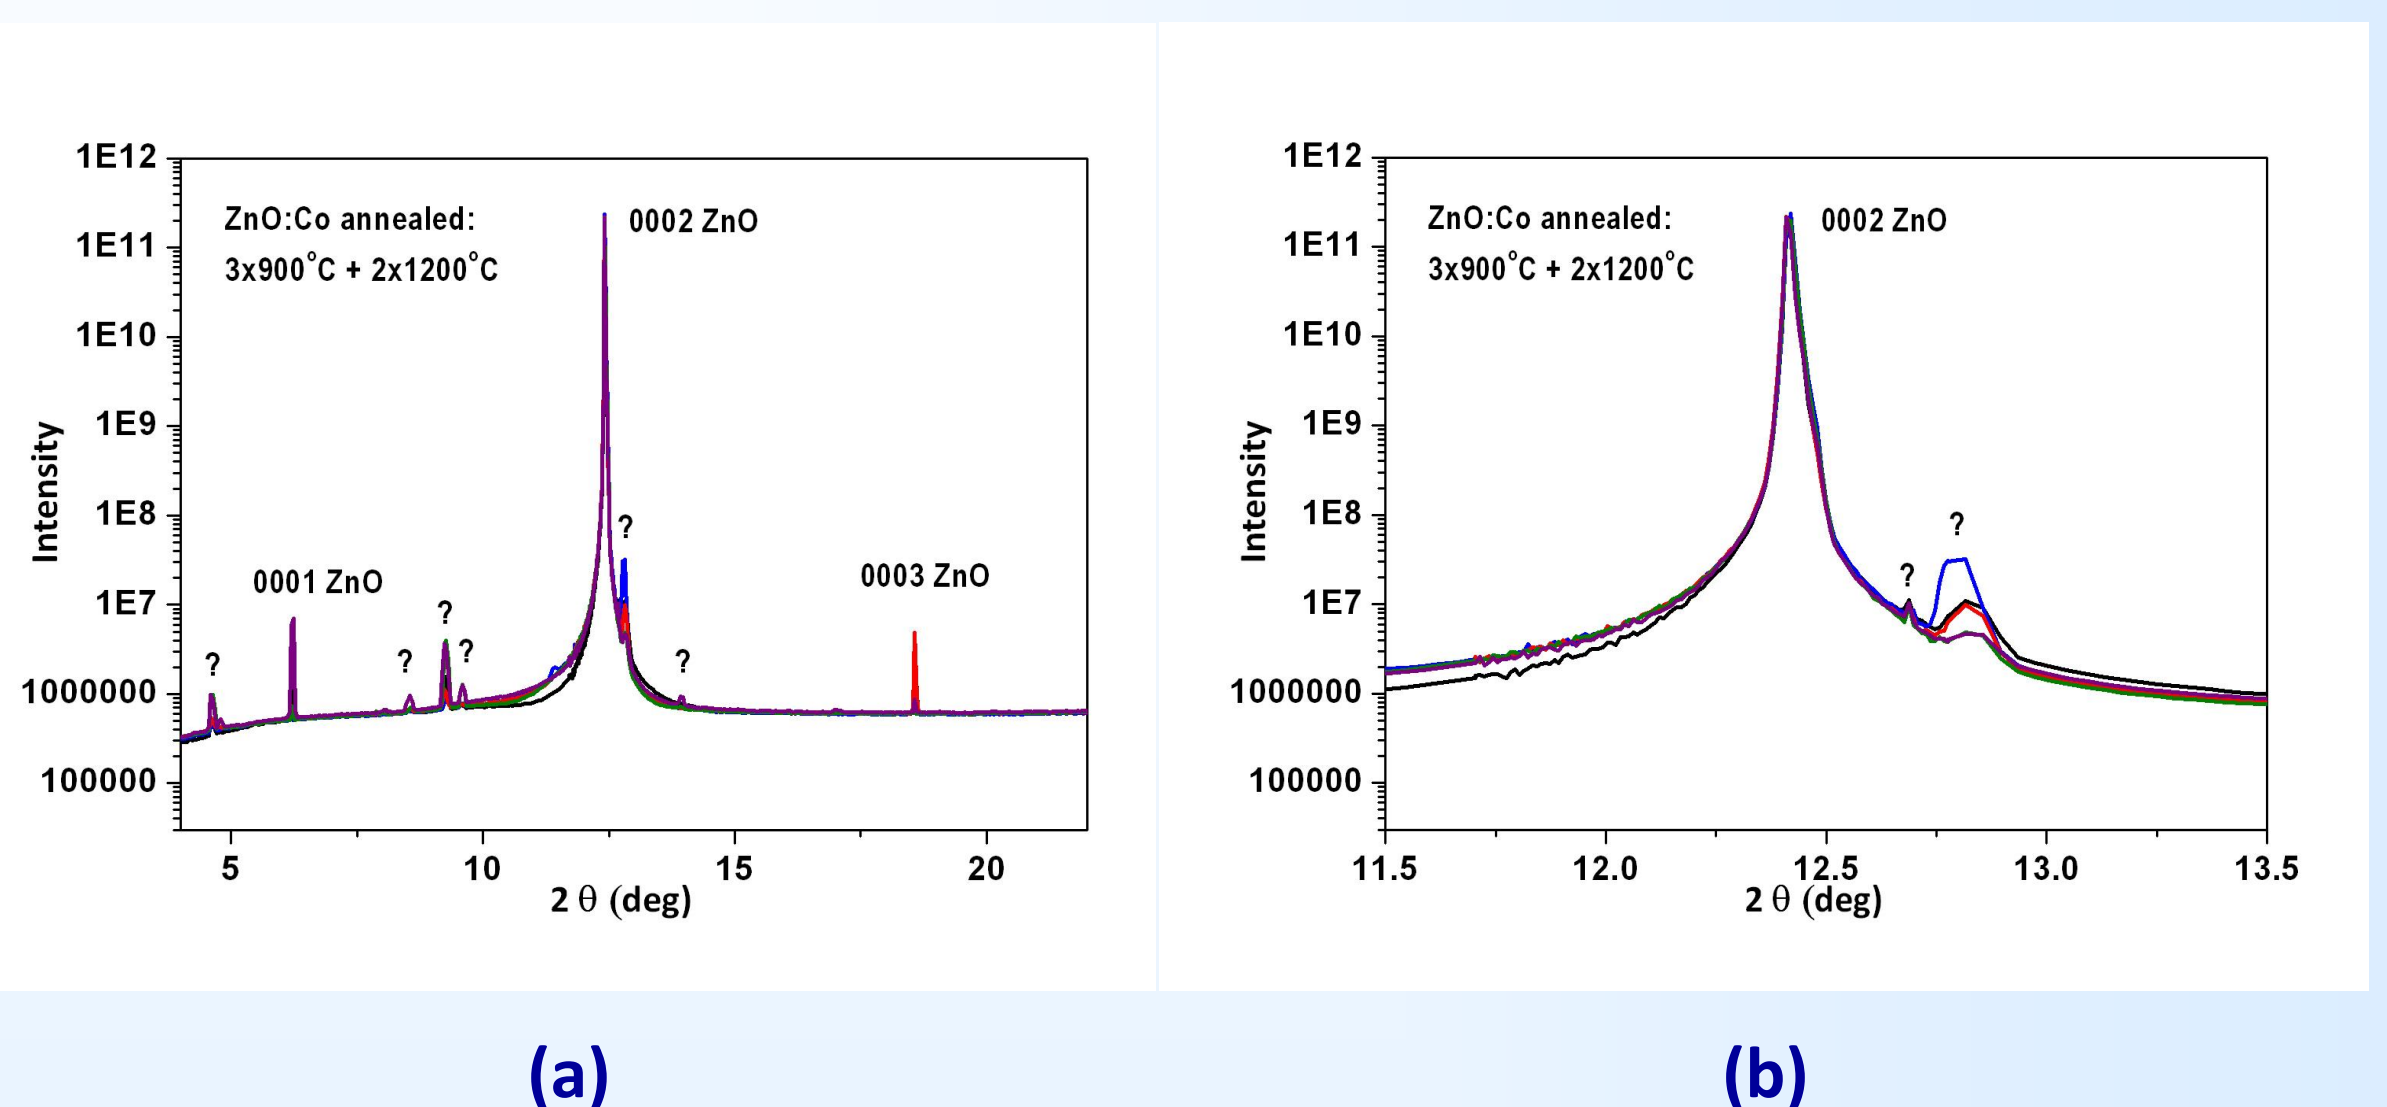 1E12
1E11
1E10
1E9
1E8
1E7
1000000
100000
Intensity
ZnO:Co annealed:
3x900°C + 2x1200°C
0002 ZnO
0001 ZnO
0003 ZnO
?
?
?
?
?
?
5
10
15
20
2 θ (deg)
(a)
1E12
1E11
1E10
1E9
1E8
1E7
1000000
100000
Intensity
ZnO:Co annealed:
3x900°C + 2x1200°C
0002 ZnO
?
?
11.5
12.0
12.5
13.0
13.5
2 θ (deg)
(b)